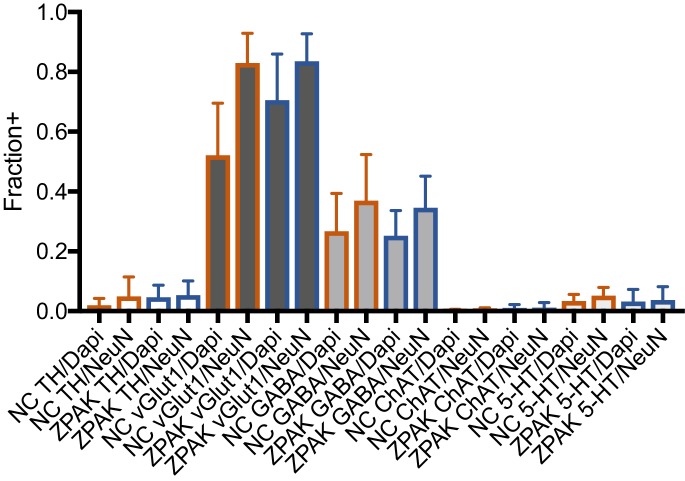 Fraction+
1.0
0.8
0.6
0.4
0.2
0.0
NC TH/Dapi
NC TH/NeuN
ZPAK TH/Dapi
ZPAK TH/NeuN
NC vGlut1/Dapi
NC vGlut1/NeuN
ZPAK vGlut1/Dapi
ZPAK vGlut1/NeuN
NC GABA/Dapi
NC GABA/NeuN
ZPAK GABA/Dapi
ZPAK GABA/NeuN
NC ChAT/Dapi
NC ChAT/NeuN
ZPAK ChAT/Dapi
ZPAK ChAT/NeuN
NC 5-HT/Dapi
NC 5-HT/NeuN
ZPAK 5-HT/Dapi
ZPAK 5-HT/NeuN